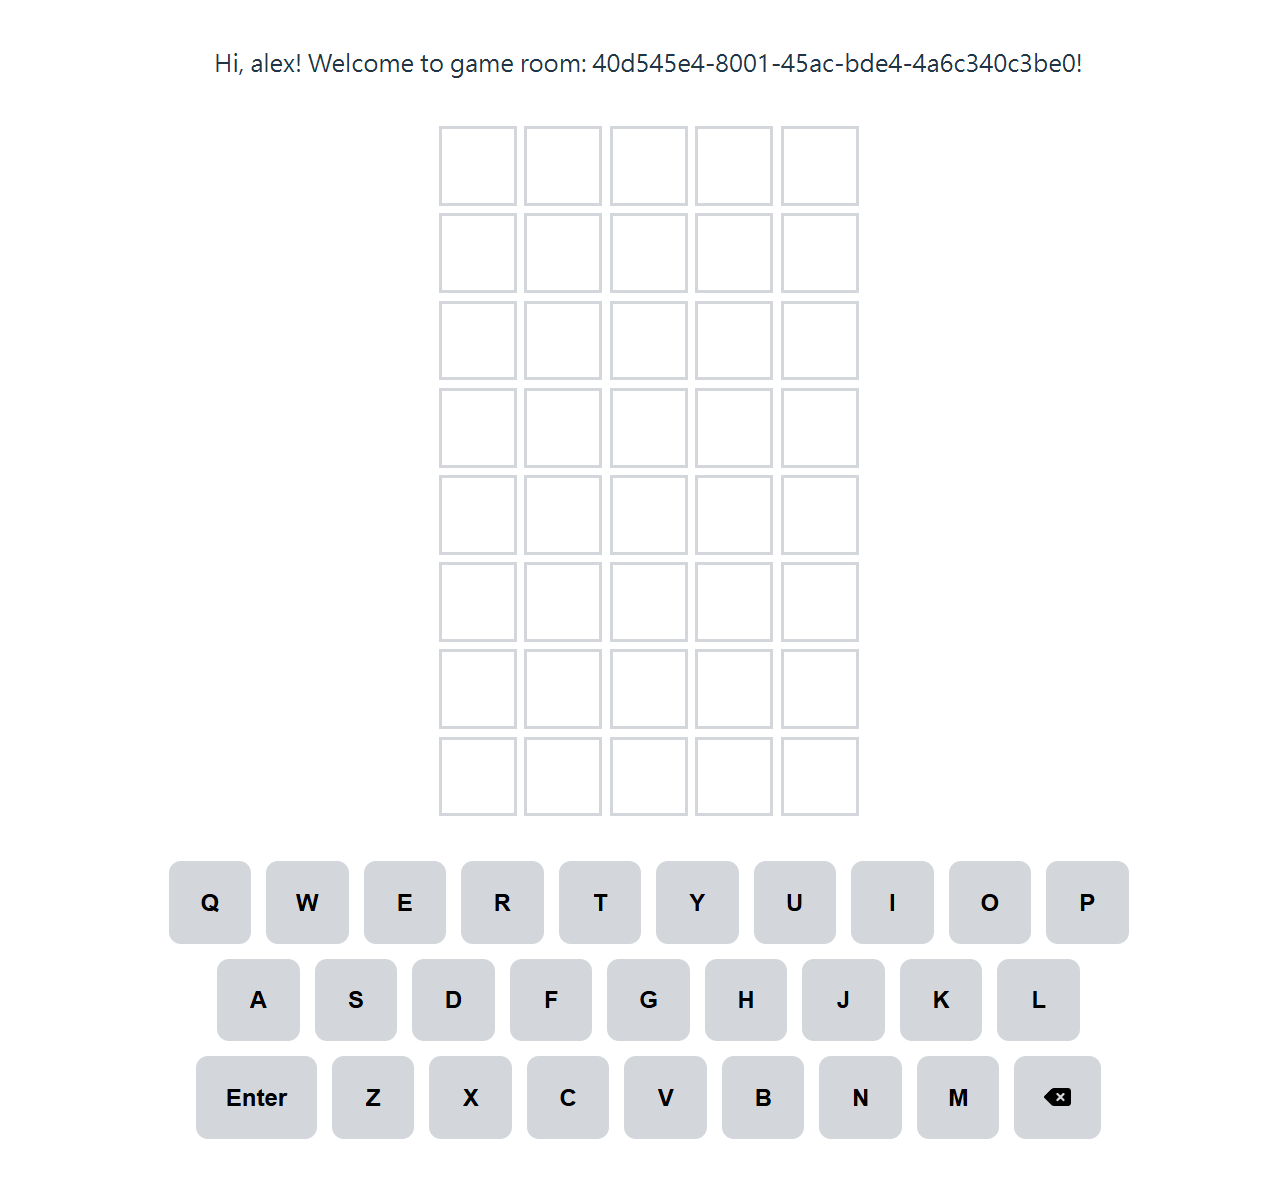 Hi, alex! Welcome to game room: 40d545e4-8001-45ac-bde4-4a6c340c3be0!
Q W E R T Y U I O P
A S D F G H J K L
Enter Z X C V B N M